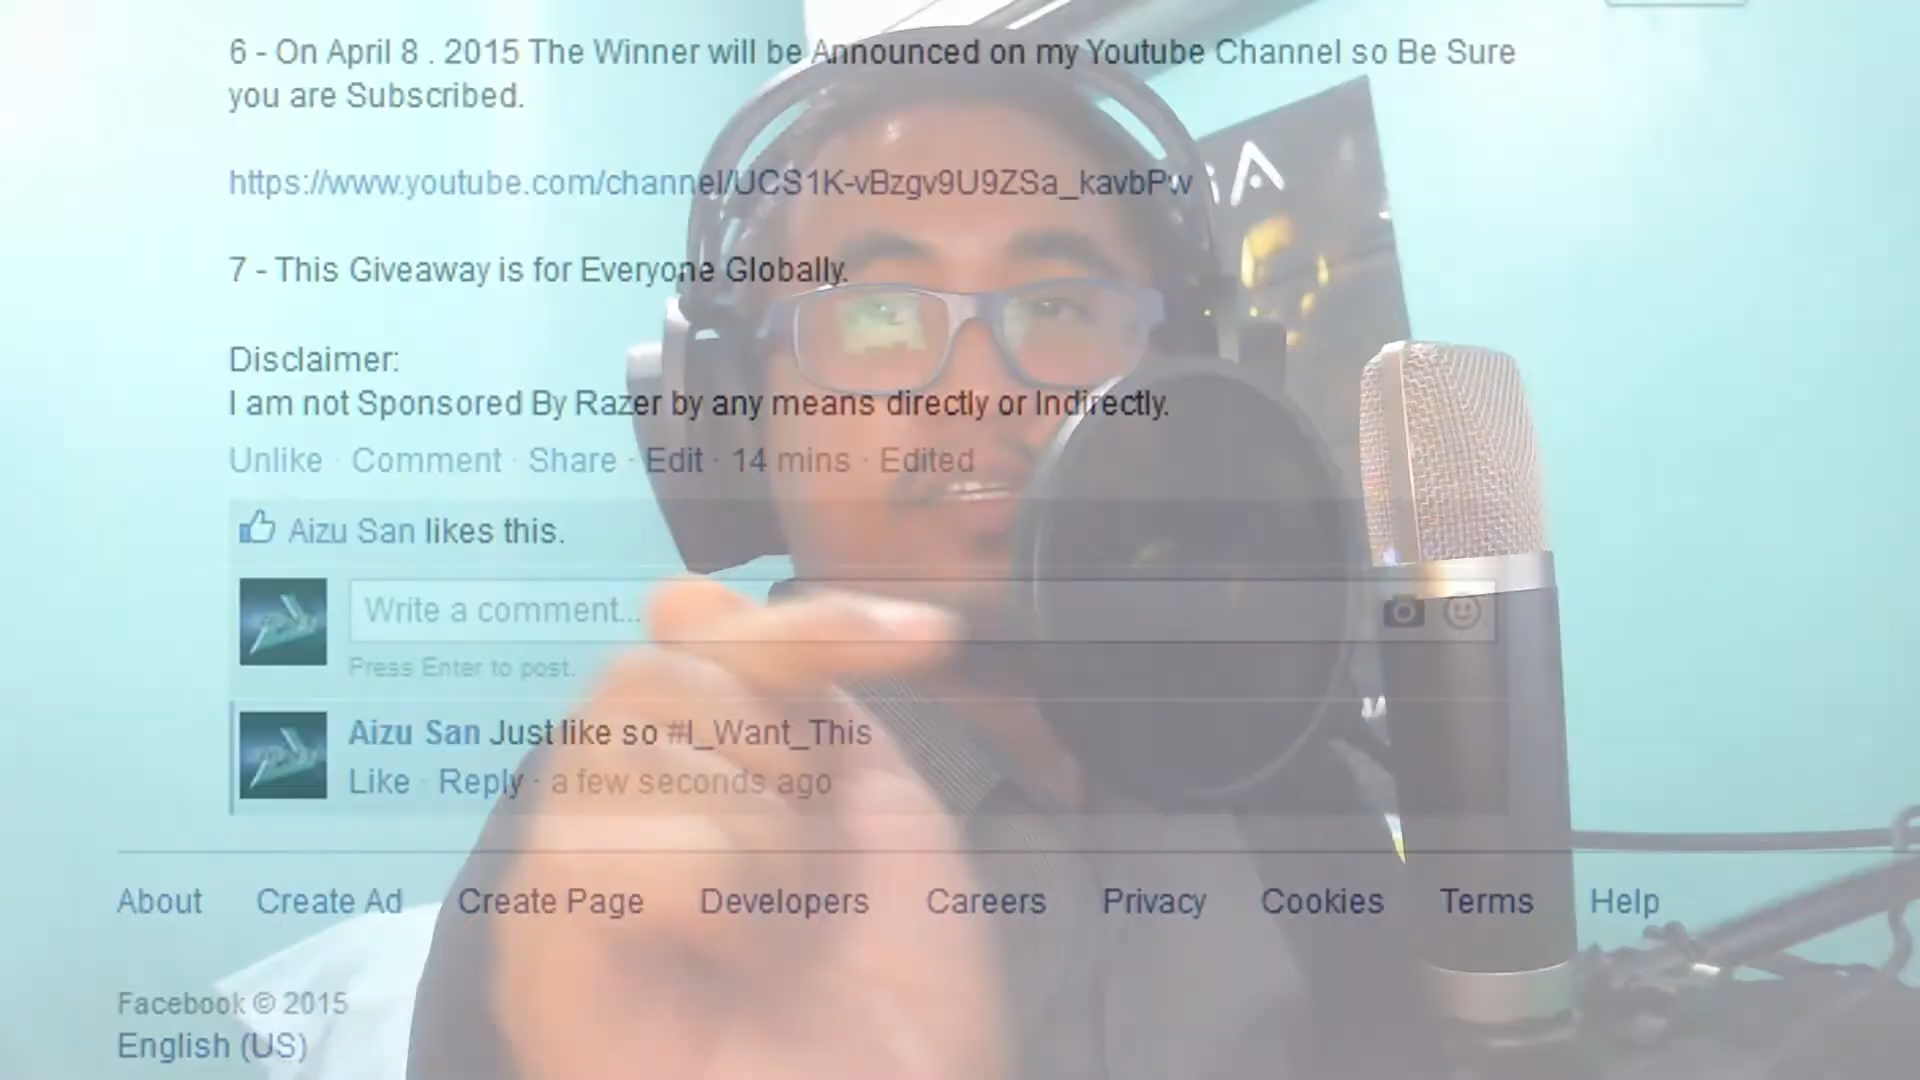 6 - On April 8 . 2015 The Winner will be Announced on my Youtube Channel so Be Sure
you are Subscribed.
https://www.youtube.com/channel/UCS1K-vBzgv9U9ZSa_kavbPw
7 - This Giveaway is for Everyone Globally.
Disclaimer:
I am not Sponsored By Razer by any means directly or Indirectly.
Unlike · Comment · Share · Edit · 14 mins · Edited
Aizu San likes this.
Write a comment...
Press Enter to post.
Aizu San Just like so #I_Want_This
Like · Reply · a few seconds ago
About Create Ad Create Page Developers Careers Privacy Cookies Terms Help
Facebook © 2015
English (US)